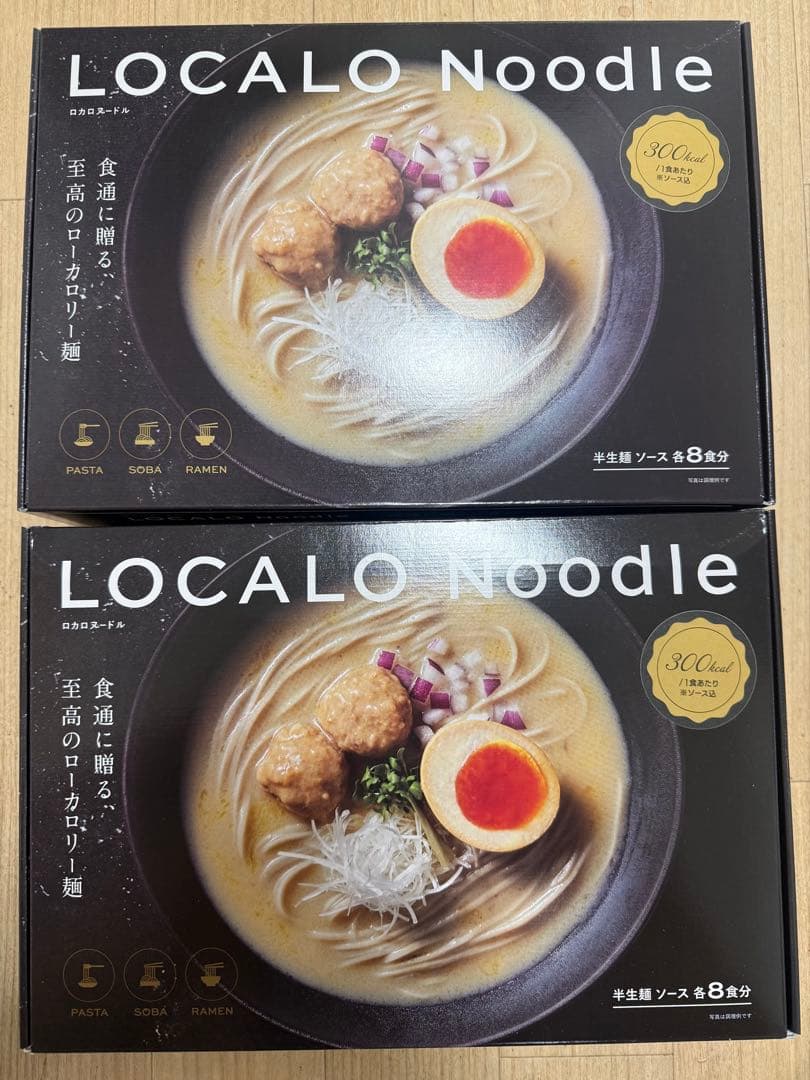 LOCALO Noodle
ロカロヌードル
食通に贈る、
至高のローカロリー麺
300kcal
/1食あたり
※ソース込
PASTA
SOBA
RAMEN
半生麺 ソース 各8食分
写真は調理例です
LOCALO Noodle
LOCALO Noodle
ロカロヌードル
食通に贈る、
至高のローカロリー麺
300kcal
/1食あたり
※ソース込
PASTA
SOBA
RAMEN
半生麺 ソース 各8食分
写真は調理例です